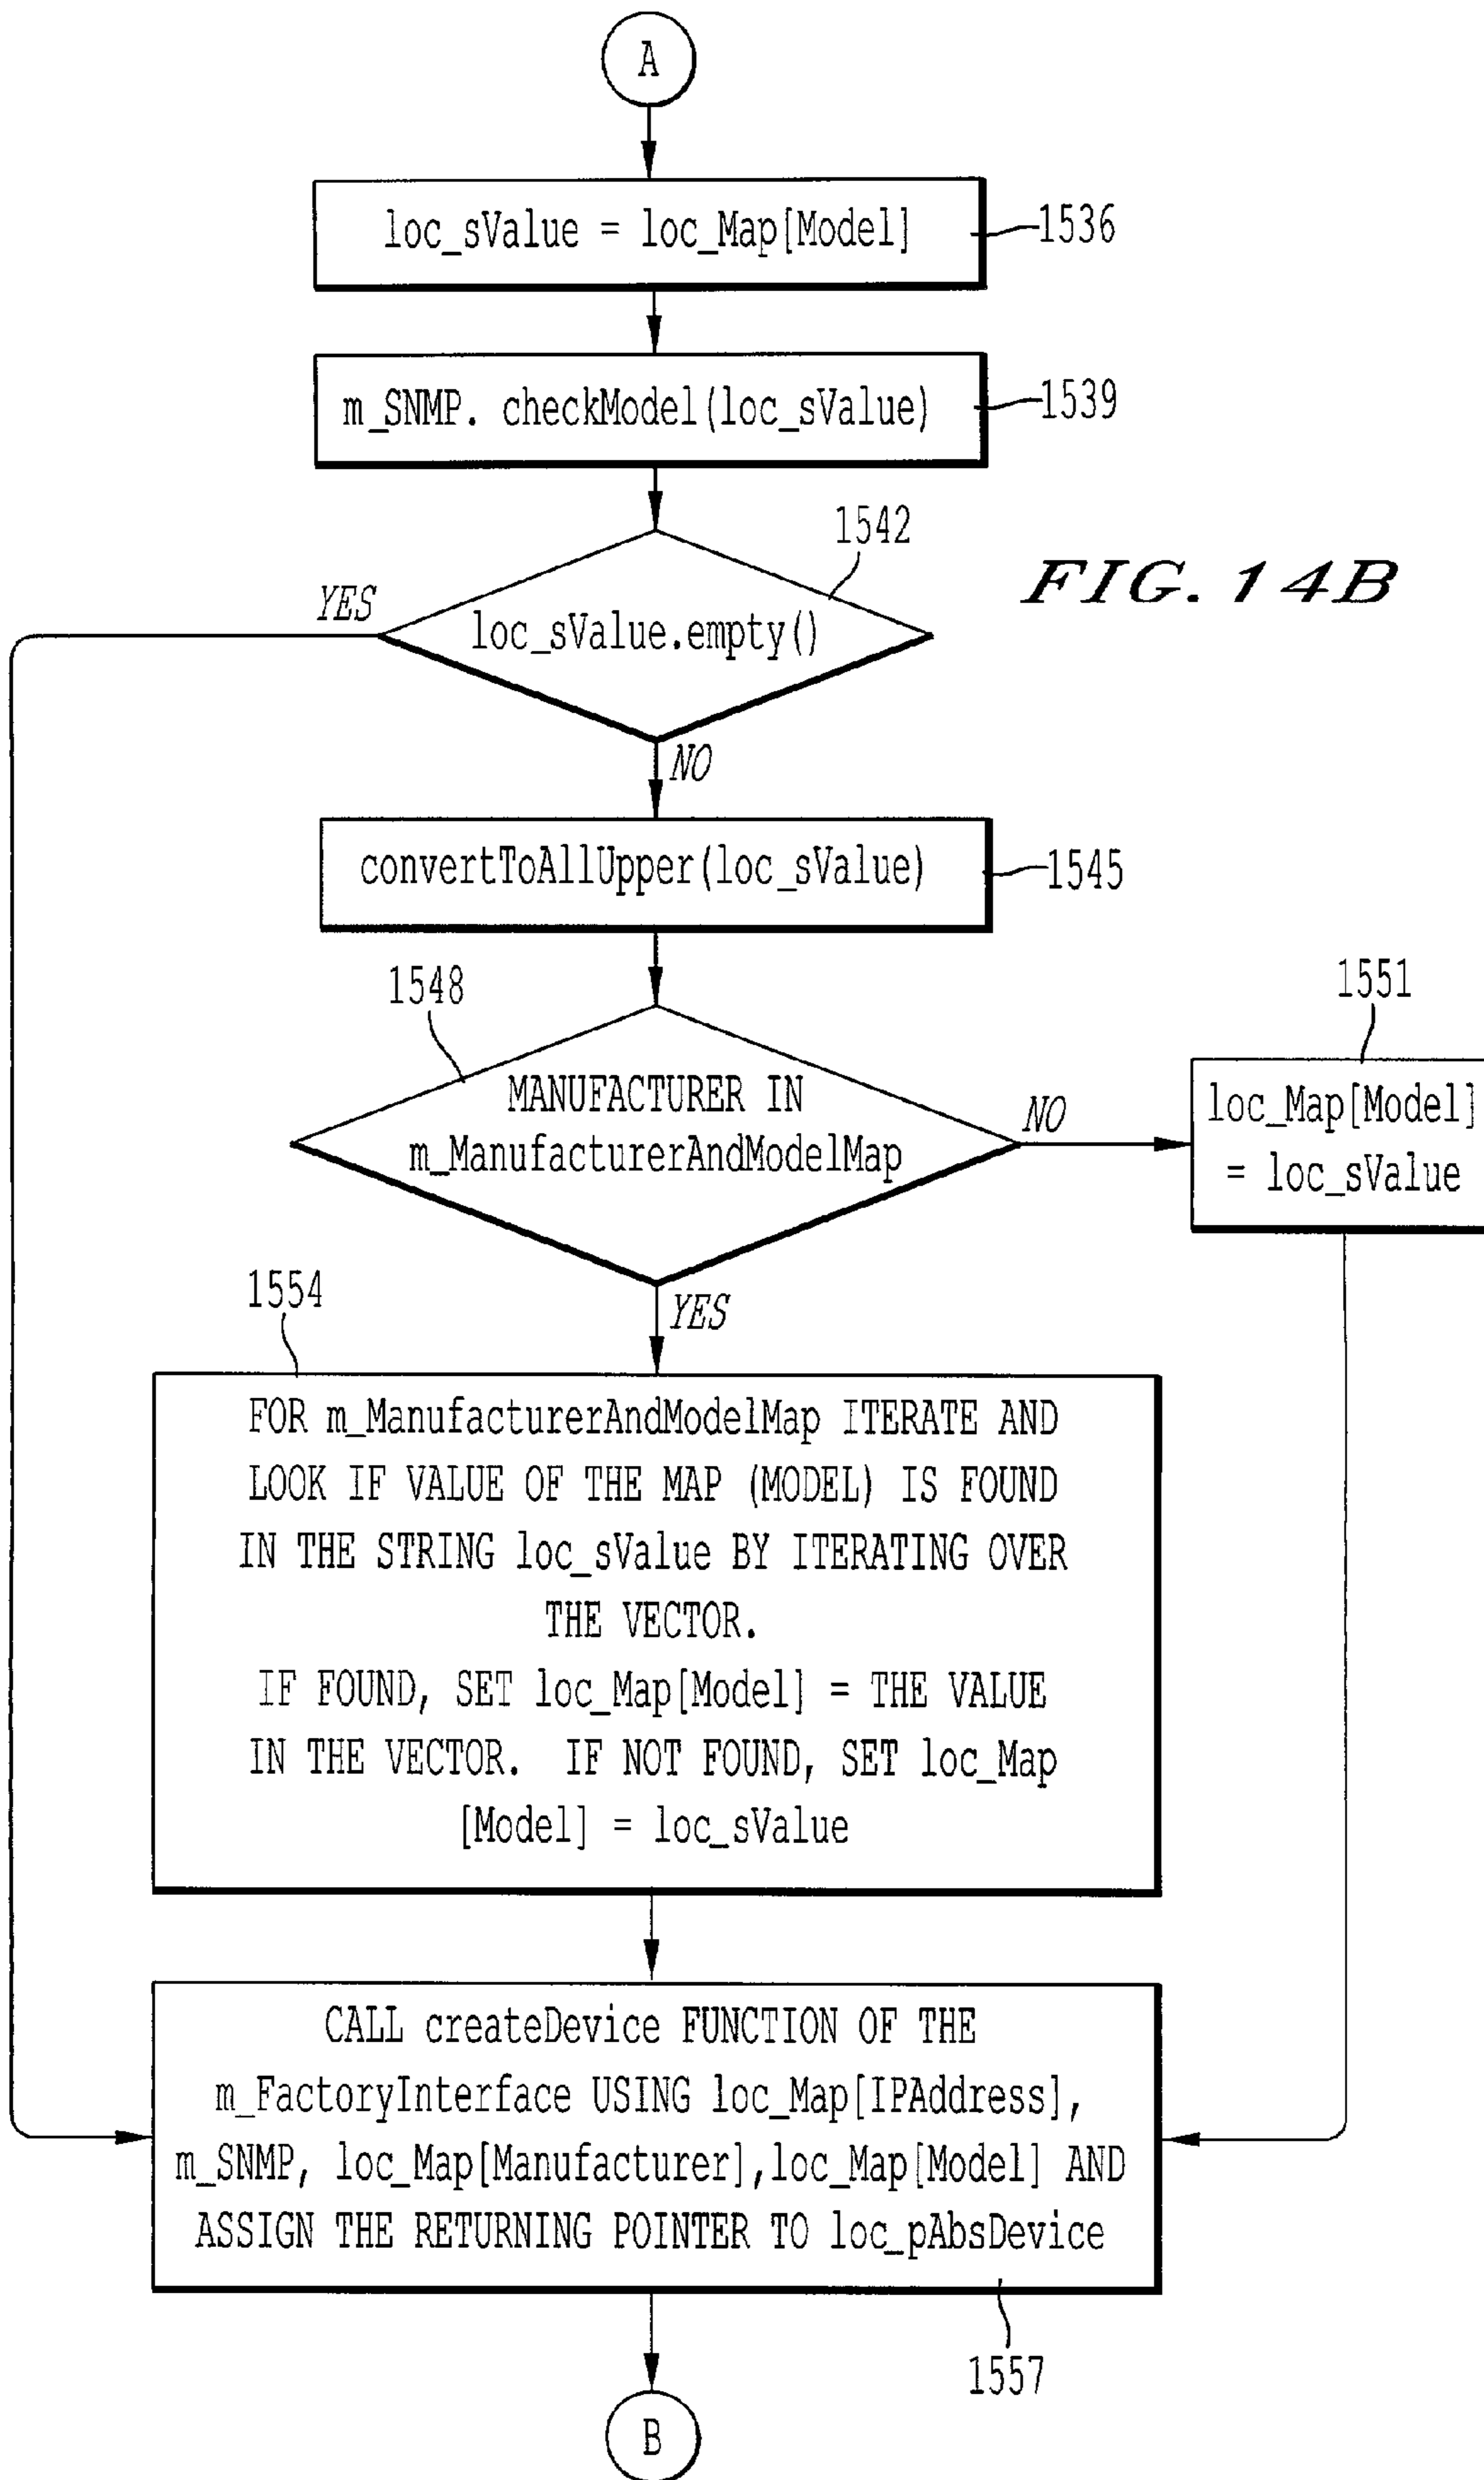 A
loc_sValue = loc_Map[Model]
1536
m_SNMP. checkModel(loc_sValue)
1539
1542
FIG. 14B
YES
loc_sValue.empty()
NO
convertToAllUpper(loc_sValue)
1545
1548
1551
MANUFACTURER IN
m_ManufacturerAndModelMap
NO
loc_Map[Model]
= loc_sValue
1554
YES
FOR m_ManufacturerAndModelMap ITERATE AND
LOOK IF VALUE OF THE MAP (MODEL) IS FOUND
IN THE STRING loc_sValue BY ITERATING OVER
THE VECTOR.
IF FOUND, SET loc_Map[Model] = THE VALUE
IN THE VECTOR. IF NOT FOUND, SET loc_Map
[Model] = loc_sValue
CALL createDevice FUNCTION OF THE
m_FactoryInterface USING loc_Map[IPAddress],
m_SNMP, loc_Map[Manufacturer],loc_Map[Model] AND
ASSIGN THE RETURNING POINTER TO loc_pAbsDevice
1557
B